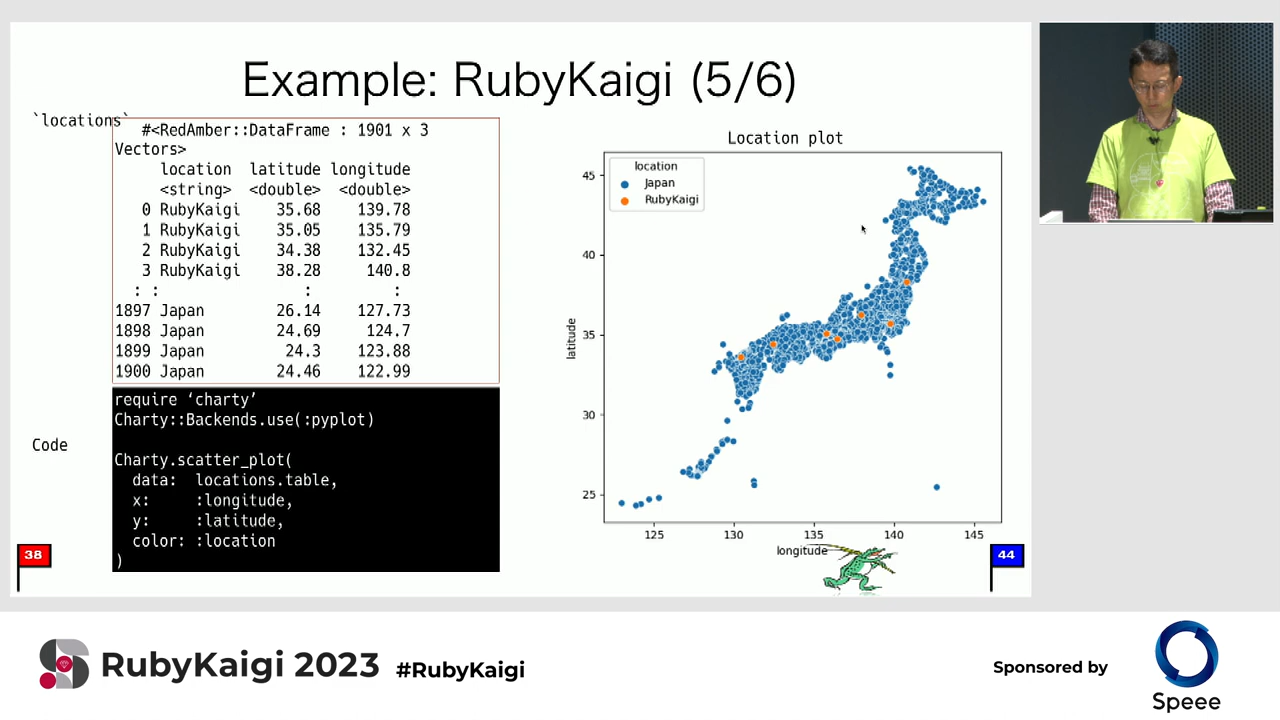 Example: RubyKaigi (5/6)
`locations`
#<RedAmber::DataFrame : 1901 x 3
Vectors>
location latitude longitude
<string> <double> <double>
0 RubyKaigi 35.68 139.78
1 RubyKaigi 35.05 135.79
2 RubyKaigi 34.38 132.45
3 RubyKaigi 38.28 140.8
: : : :
1897 Japan 26.14 127.73
1898 Japan 24.69 124.7
1899 Japan 24.3 123.88
1900 Japan 24.46 122.99
Code
require ‘charty’
Charty::Backends.use(:pyplot)
Charty.scatter_plot(
data: locations.table,
x: :longitude,
y: :latitude,
color: :location
)
Location plot
location
Japan
RubyKaigi
45
40
35
30
25
latitude
125 130 135 140 145
longitude
38
44
RubyKaigi 2023 #RubyKaigi
Sponsored by
Speee